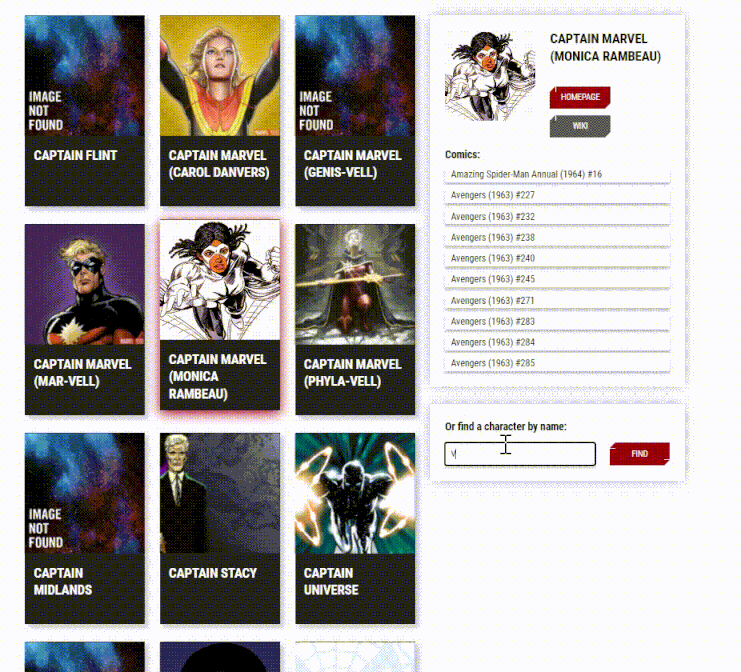 IMAGE
NOT
FOUND
CAPTAIN FLINT
CAPTAIN MARVEL
(CAROL DANVERS)
IMAGE
NOT
FOUND
CAPTAIN MARVEL
(GENIS-VELL)
CAPTAIN MARVEL
(MAR-VELL)
CAPTAIN MARVEL
(MONICA
RAMBEAU)
CAPTAIN MARVEL
(PHYLA-VELL)
IMAGE
NOT
FOUND
CAPTAIN
MIDLANDS
CAPTAIN STACY
CAPTAIN
UNIVERSE
CAPTAIN MARVEL
(MONICA RAMBEAU)
HOMEPAGE
WIKI
Comics:
Amazing Spider-Man Annual (1964) #16
Avengers (1963) #227
Avengers (1963) #232
Avengers (1963) #238
Avengers (1963) #240
Avengers (1963) #245
Avengers (1963) #271
Avengers (1963) #283
Avengers (1963) #284
Avengers (1963) #285
Or find a character by name:
FIND